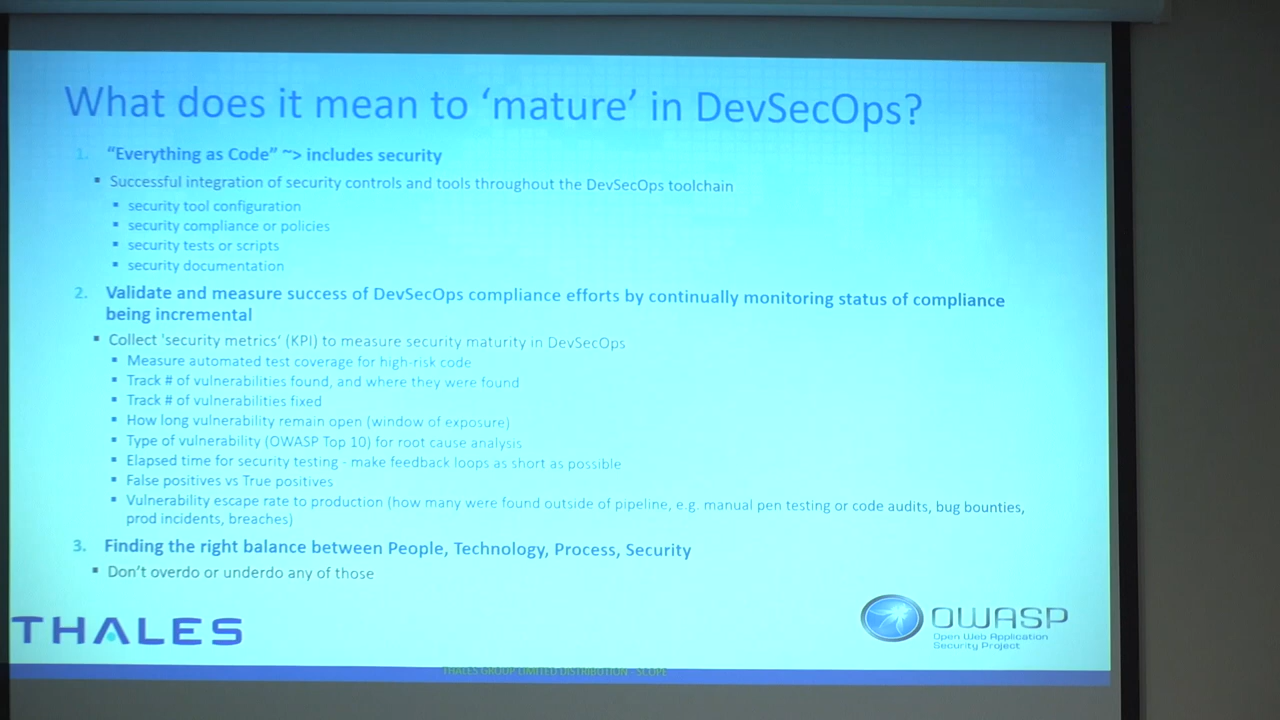 What does it mean to ‘mature’ in DevSecOps?
1. “Everything as Code” ~> includes security
▪ Successful integration of security controls and tools throughout the DevSecOps toolchain
▪ security tool configuration
▪ security compliance or policies
▪ security tests or scripts
▪ security documentation
2. Validate and measure success of DevSecOps compliance efforts by continually monitoring status of compliance
being incremental
▪ Collect 'security metrics' (KPI) to measure security maturity in DevSecOps
▪ Measure automated test coverage for high-risk code
▪ Track # of vulnerabilities found, and where they were found
▪ Track # of vulnerabilities fixed
▪ How long vulnerability remain open (window of exposure)
▪ Type of vulnerability (OWASP Top 10) for root cause analysis
▪ Elapsed time for security testing - make feedback loops as short as possible
▪ False positives vs True positives
▪ Vulnerability escape rate to production (how many were found outside of pipeline, e.g. manual pen testing or code audits, bug bounties,
prod incidents, breaches)
3. Finding the right balance between People, Technology, Process, Security
▪ Don’t overdo or underdo any of those
THALES
OWASP
Open Web Application
Security Project
THALES GROUP LIMITED DISTRIBUTION - SCOPE